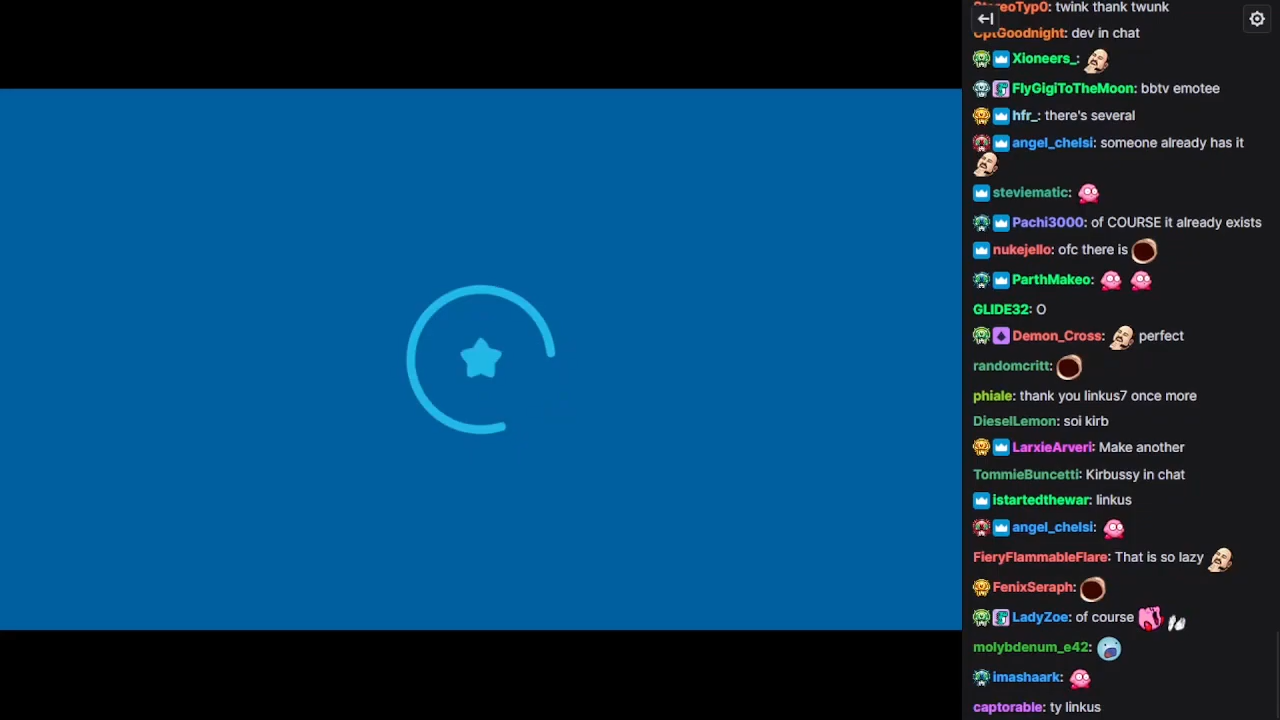 StereoTyp0: twink thank twunk
CptGoodnight: dev in chat
Xioneers_:
FlyGigiToTheMoon: bbtv emotee
hfr_: there's several
angel_chelsi: someone already has it
steviematic:
Pachi3000: of COURSE it already exists
nukejello: ofc there is
ParthMakeo:
GLIDE32: O
Demon_Cross: perfect
randomcritt:
phiale: thank you linkus7 once more
DieselLemon: soi kirb
LarxieArveri: Make another
TommieBuncetti: Kirbussy in chat
istartedthewar: linkus
angel_chelsi:
FieryFlammableFlare: That is so lazy
FenixSeraph:
LadyZoe: of course
molybdenum_e42:
imashaark:
captorable: ty linkus